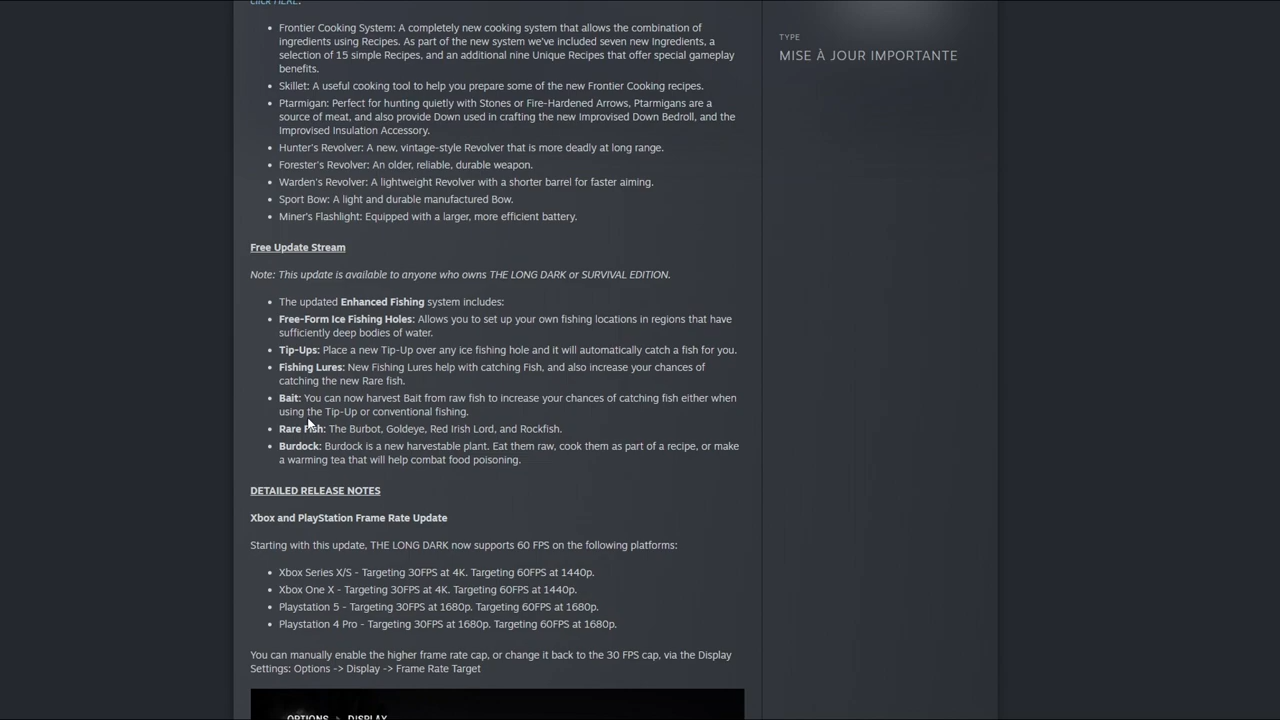 click HERE.
TYPE
MISE À JOUR IMPORTANTE
• Frontier Cooking System: A completely new cooking system that allows the combination of
ingredients using Recipes. As part of the new system we've included seven new Ingredients, a
selection of 15 simple Recipes, and an additional nine Unique Recipes that offer special gameplay
benefits.
• Skillet: A useful cooking tool to help you prepare some of the new Frontier Cooking recipes.
• Ptarmigan: Perfect for hunting quietly with Stones or Fire-Hardened Arrows, Ptarmigans are a
source of meat, and also provide Down used in crafting the new Improvised Down Bedroll, and the
Improvised Insulation Accessory.
• Hunter's Revolver: A new, vintage-style Revolver that is more deadly at long range.
• Forester's Revolver: An older, reliable, durable weapon.
• Warden's Revolver: A lightweight Revolver with a shorter barrel for faster aiming.
• Sport Bow: A light and durable manufactured Bow.
• Miner's Flashlight: Equipped with a larger, more efficient battery.
Free Update Stream
Note: This update is available to anyone who owns THE LONG DARK or SURVIVAL EDITION.
• The updated Enhanced Fishing system includes:
• Free-Form Ice Fishing Holes: Allows you to set up your own fishing locations in regions that have
sufficiently deep bodies of water.
• Tip-Ups: Place a new Tip-Up over any ice fishing hole and it will automatically catch a fish for you.
• Fishing Lures: New Fishing Lures help with catching Fish, and also increase your chances of
catching the new Rare fish.
• Bait: You can now harvest Bait from raw fish to increase your chances of catching fish either when
using the Tip-Up or conventional fishing.
• Rare Fish: The Burbot, Goldeye, Red Irish Lord, and Rockfish.
• Burdock: Burdock is a new harvestable plant. Eat them raw, cook them as part of a recipe, or make
a warming tea that will help combat food poisoning.
DETAILED RELEASE NOTES
Xbox and PlayStation Frame Rate Update
Starting with this update, THE LONG DARK now supports 60 FPS on the following platforms:
• Xbox Series X/S - Targeting 30FPS at 4K. Targeting 60FPS at 1440p.
• Xbox One X - Targeting 30FPS at 4K. Targeting 60FPS at 1440p.
• Playstation 5 - Targeting 30FPS at 1680p. Targeting 60FPS at 1680p.
• Playstation 4 Pro - Targeting 30FPS at 1680p. Targeting 60FPS at 1680p.
You can manually enable the higher frame rate cap, or change it back to the 30 FPS cap, via the Display
Settings: Options -> Display -> Frame Rate Target
OPTIONS > DISPLAY